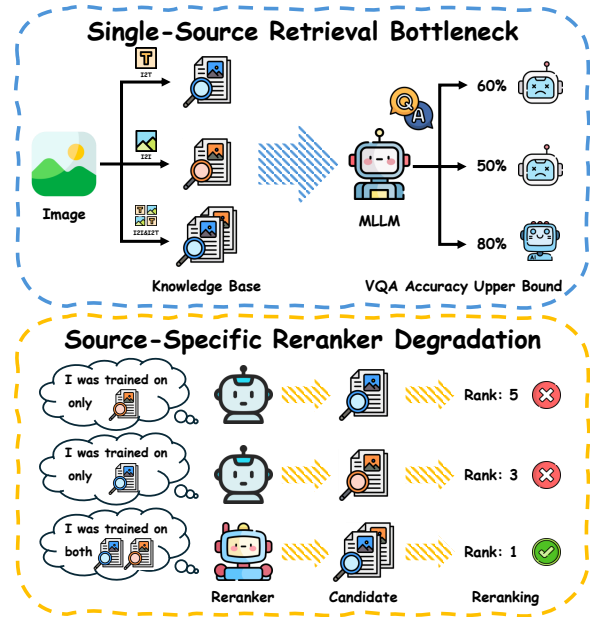 Single-Source Retrieval Bottleneck
T
I2T
60%
Q
A
I2I
50%
Image
MLLM
T
T
I2I&I2T
80%
AI
Knowledge Base
VQA Accuracy Upper Bound
Source-Specific Reranker Degradation
I was trained on
only
Rank: 5
I was trained on
only
Rank: 3
I was trained on
both
Rank: 1
Reranker
Candidate
Reranking